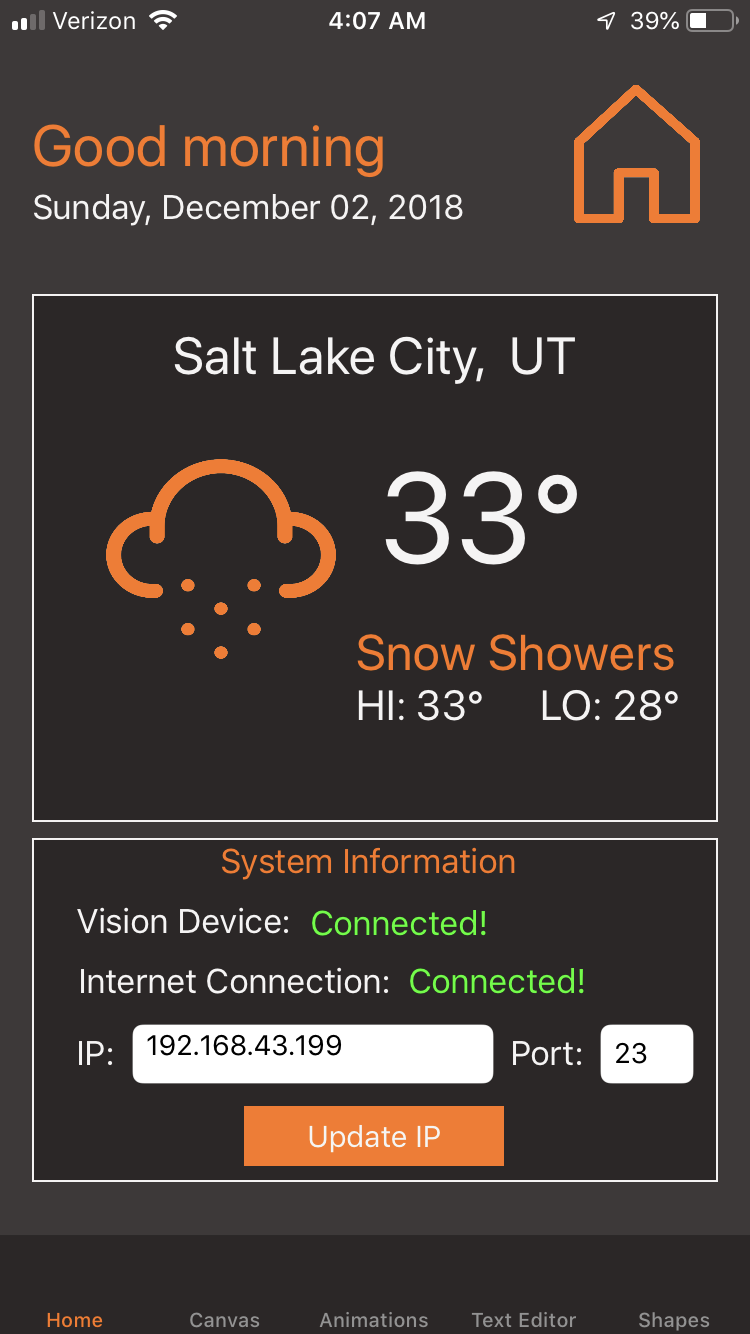 Verizon 4:07 AM 39%
Good morning
Sunday, December 02, 2018
Salt Lake City, UT
33°
Snow Showers
HI: 33° LO: 28°
System Information
Vision Device: Connected!
Internet Connection: Connected!
IP: 192.168.43.199 Port: 23
Update IP
Home Canvas Animations Text Editor Shapes